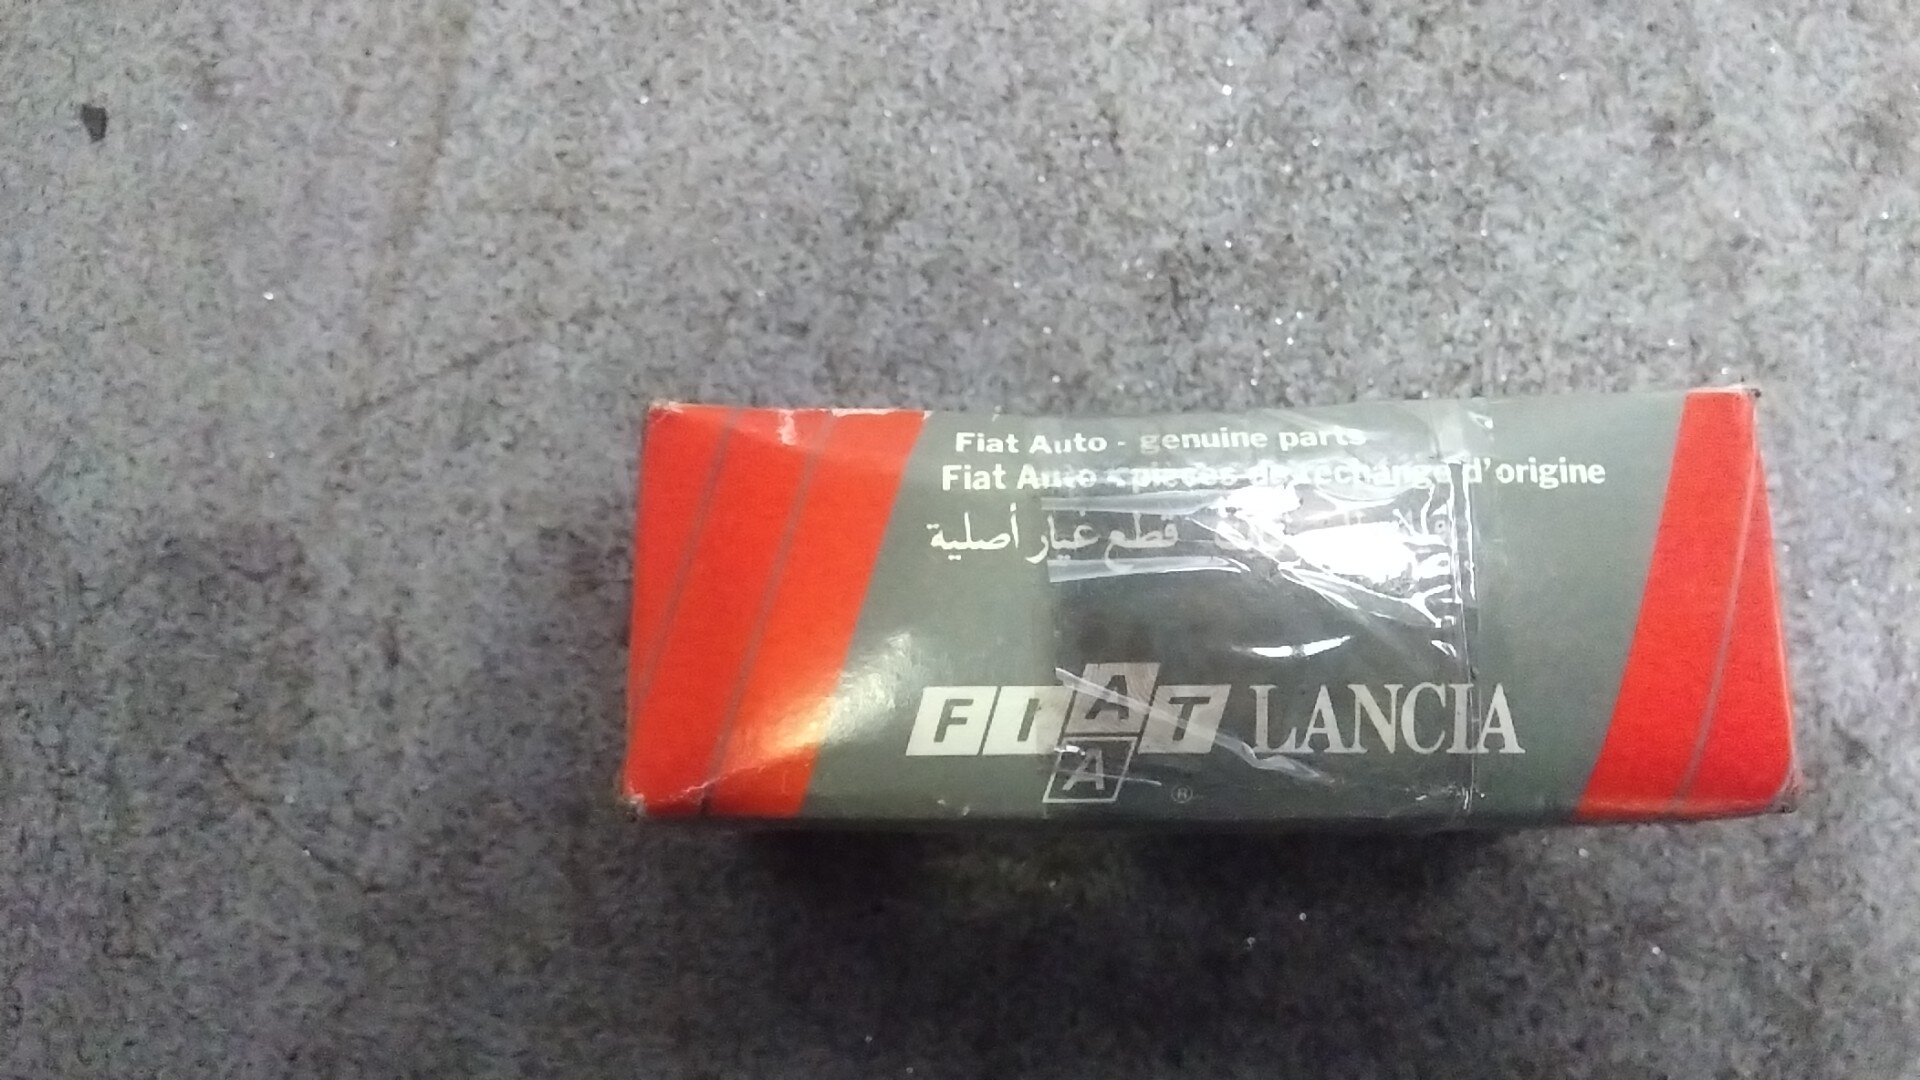 Fiat Auto - genuine parts
Fiat Auto - pièces de rechange d'origine
قطع غيار أصلية
FIAT LANCIA
A ®